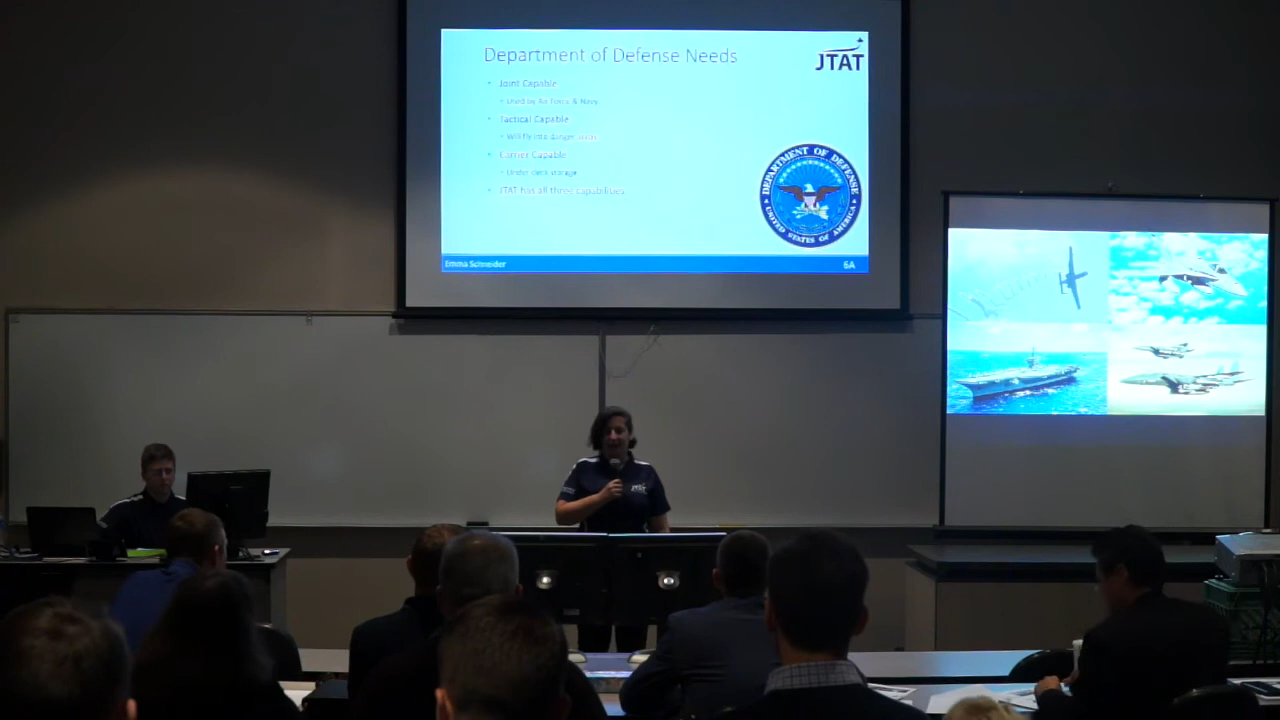 Department of Defense Needs
JTAT
• Joint Capable
• Used by Air Force & Navy
• Tactical Capable
• Will fly into danger
• Carrier Capable
• Under deck storage
• JTAT has all three capabilities
DEPARTMENT OF DEFENSE
UNITED STATES OF AMERICA
Emma Schneider
6A
JTAT